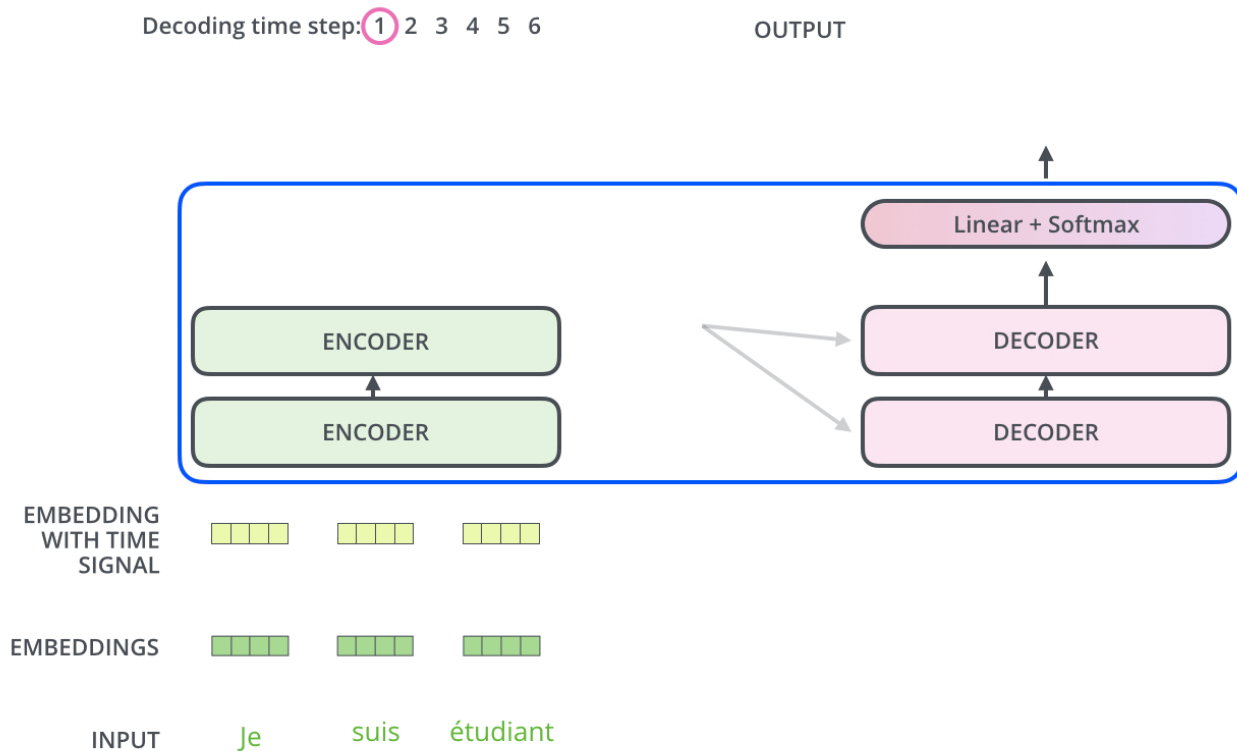 Decoding time step: 1 2 3 4 5 6
OUTPUT
Linear + Softmax
ENCODER
DECODER
ENCODER
DECODER
EMBEDDING
WITH TIME
SIGNAL
EMBEDDINGS
INPUT
Je suis étudiant